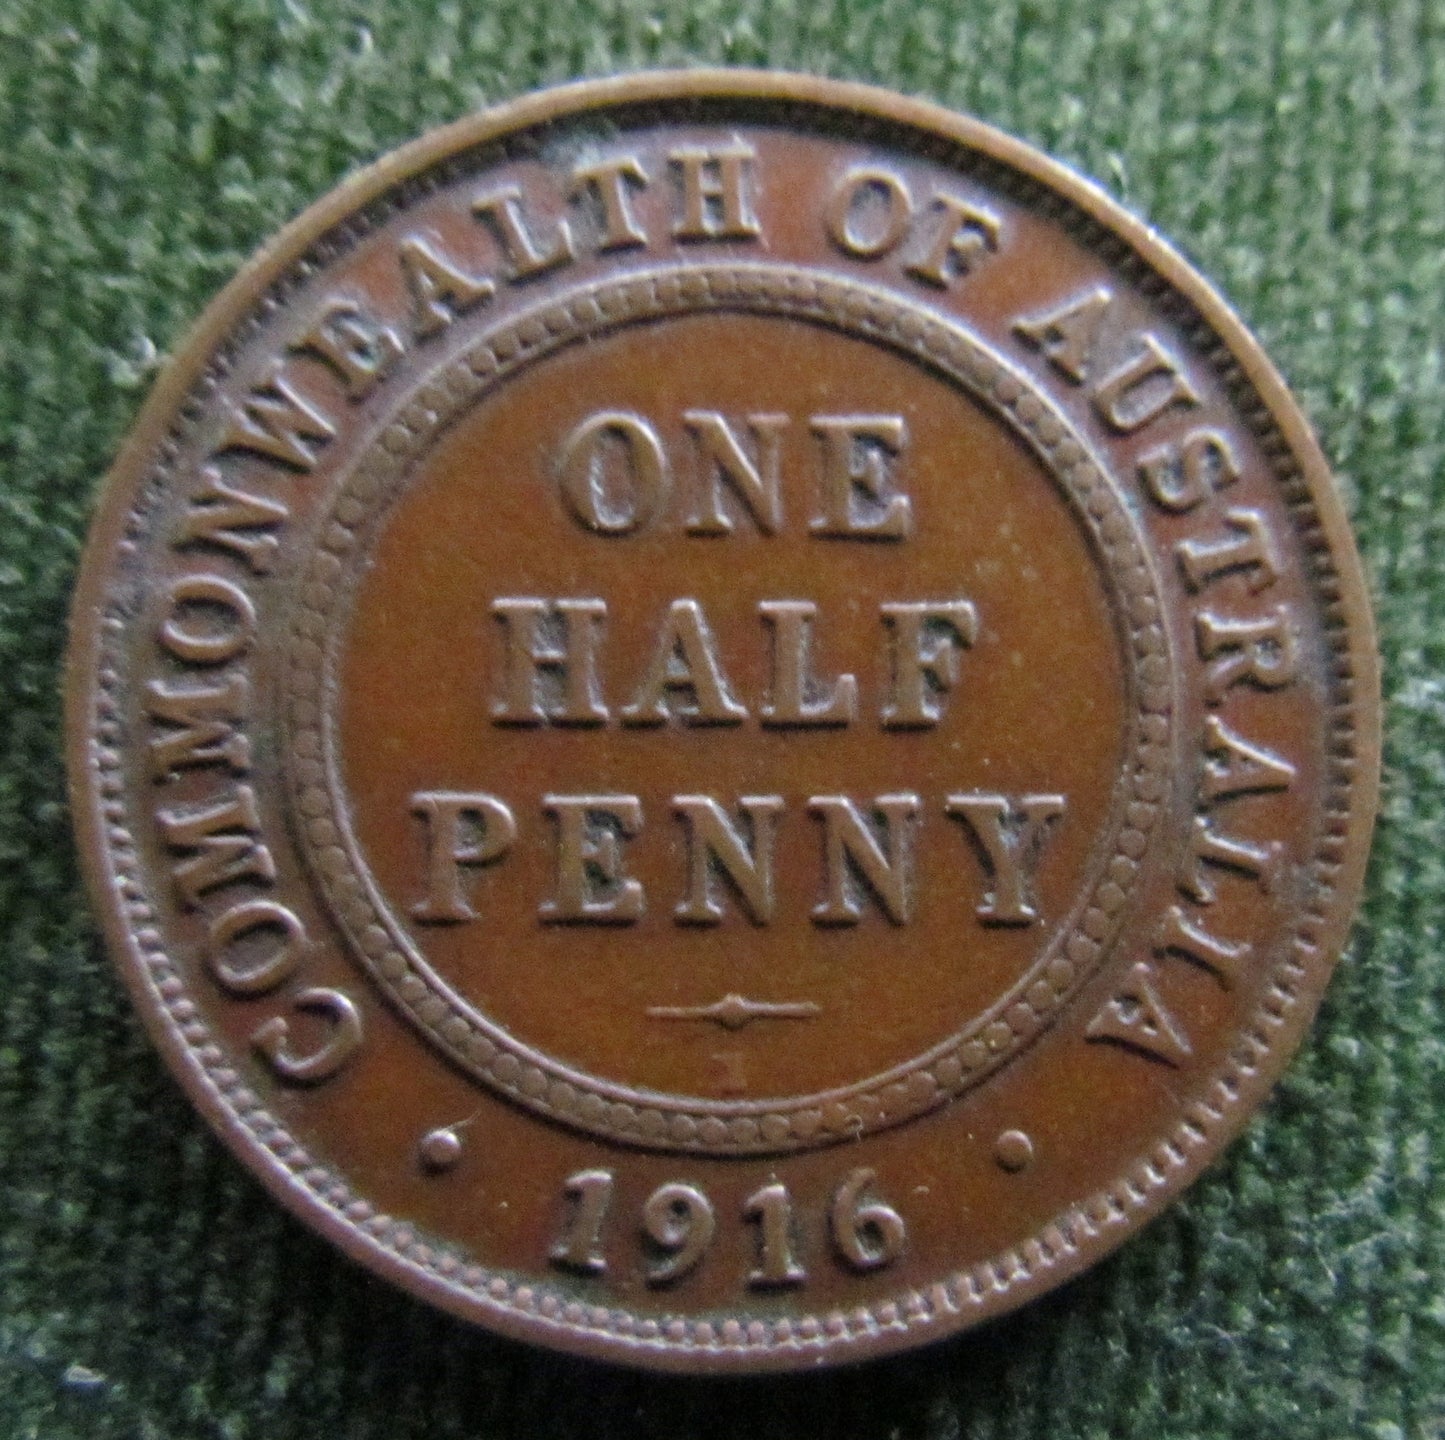 COMMONWEALTH OF AUSTRALIA
ONE
HALF
PENNY
I
1916